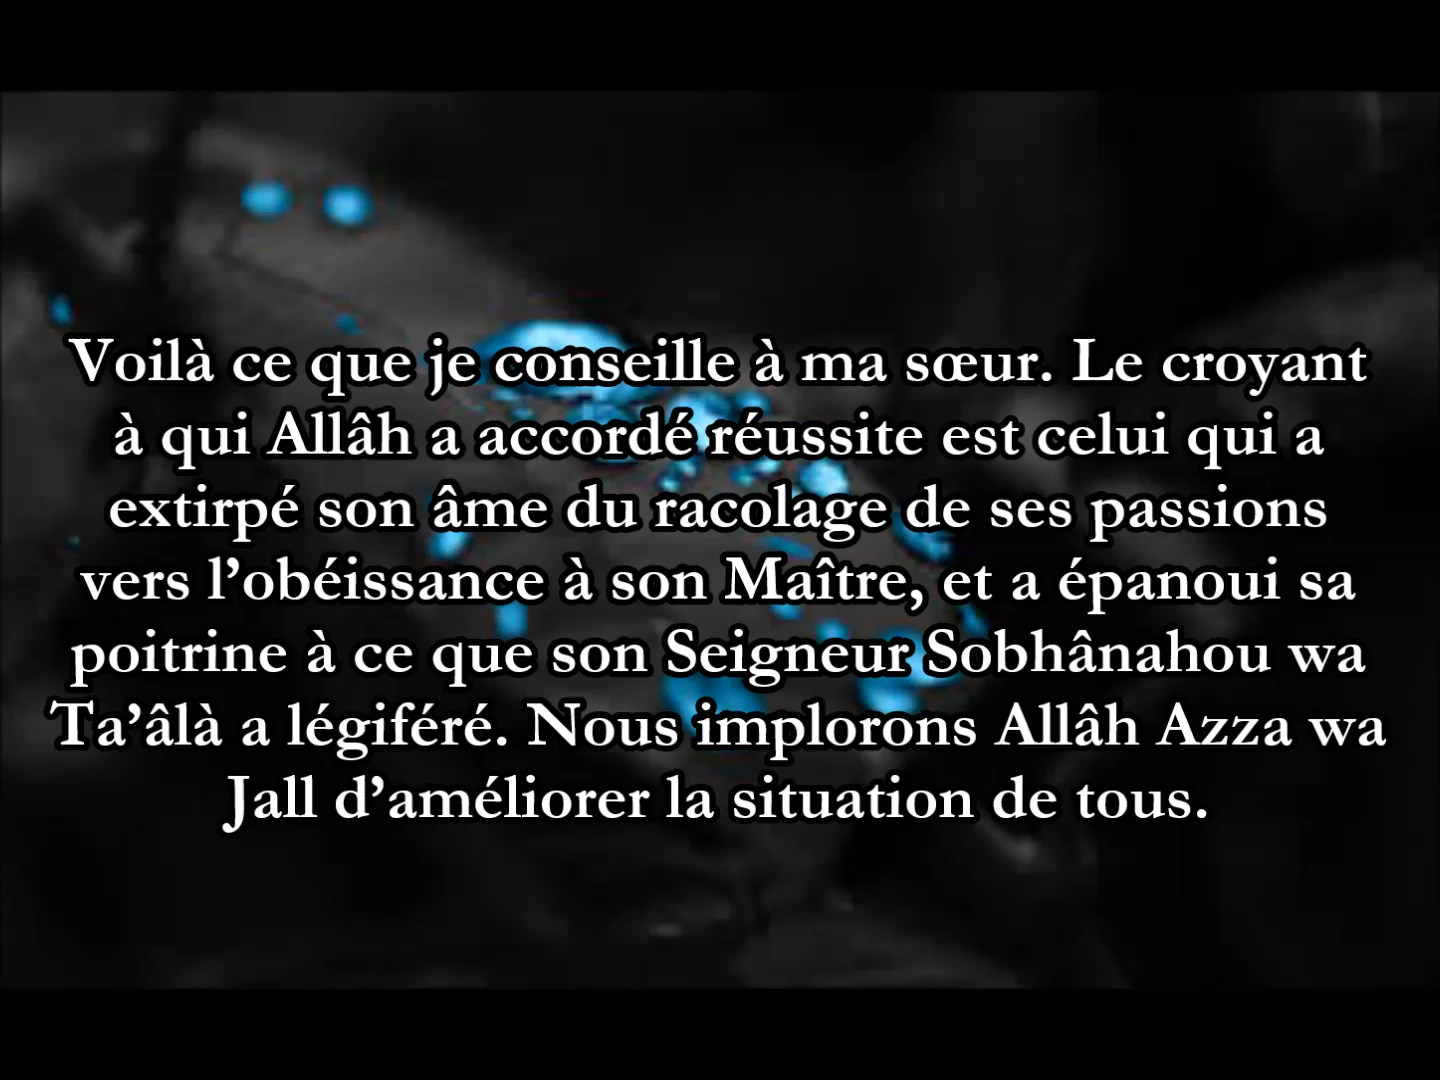 Voilà ce que je conseille à ma sœur. Le croyant
à qui Allâh a accordé réussite est celui qui a
extirpé son âme du racolage de ses passions
vers l’obéissance à son Maître, et a épanoui sa
poitrine à ce que son Seigneur Sobhânahou wa
Ta’âlà a légiféré. Nous implorons Allâh Azza wa
Jall d’améliorer la situation de tous.